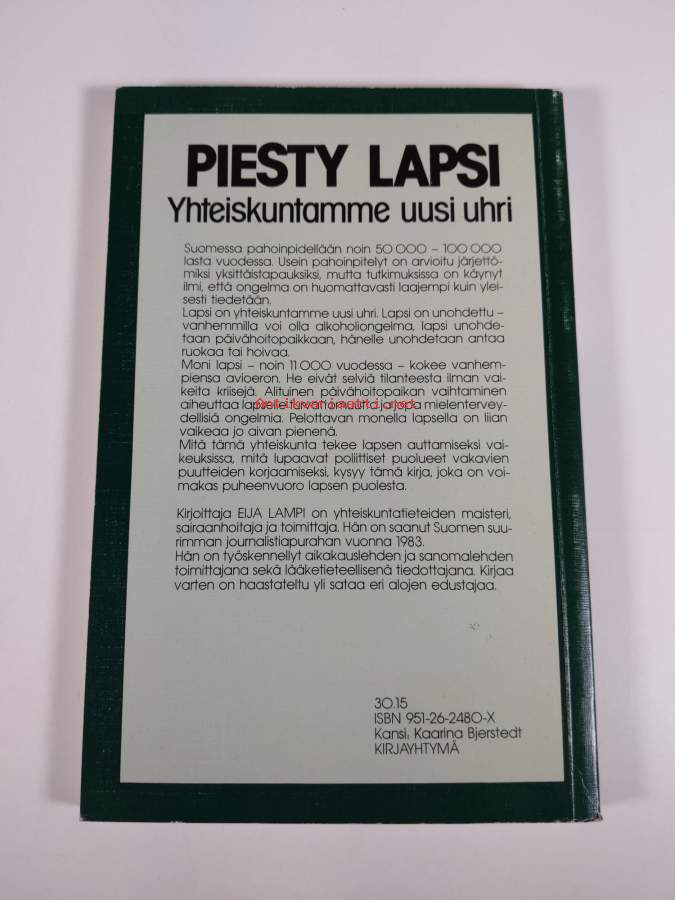 PIESTY LAPSI
Yhteiskuntamme uusi uhri
Suomessa pahoinpidellään noin 50 000 – 100 000
lasta vuodessa. Usein pahoinpitelyt on arvioitu järjettö-
miksi yksittäistapauksiksi, mutta tutkimuksissa on käynyt
ilmi, että ongelma on huomattavasti laajempi kuin ylei-
sesti tiedetään.
Lapsi on yhteiskuntamme uusi uhri. Lapsi on unohdettu –
vanhemmilla voi olla alkoholiongelma, lapsi unohde-
taan päivähoitopaikkaan, hänelle unohdetaan antaa
ruokaa tai hoivaa.
Moni lapsi – noin 11 000 vuodessa – kokee vanhem-
piensa avioeron. He eivät selviä tilanteesta ilman vai-
keita kriisejä. Alituinen päivähoitopaikan vaihtaminen
aiheuttaa lapselle turvattomuutta ja jopa mielentervey-
dellisiä ongelmia. Pelottavan monella lapsella on liian
vaikeaa jo aivan pienenä.
Mitä tämä yhteiskunta tekee lapsen auttamiseksi vai-
keuksissa, mitä lupaavat poliittiset puolueet vakavien
puutteiden korjaamiseksi, kysyy tämä kirja, joka on voi-
makas puheenvuoro lapsen puolesta.
Kirjoittaja EIJA LAMPI on yhteiskuntatieteiden maisteri,
sairaanhoitaja ja toimittaja. Hän on saanut Suomen suu-
rimman journalistiapurahan vuonna 1983.
Hän on työskennellyt aikakauslehden ja sanomalehden
toimittajana sekä lääketieteellisenä tiedottajana. Kirjaa
varten on haastateltu yli sataa eri alojen edustajaa.
30.15
ISBN 951-26-2480-X
Kansi: Kaarina Bjerstedt
KIRJAYHTYMÄ